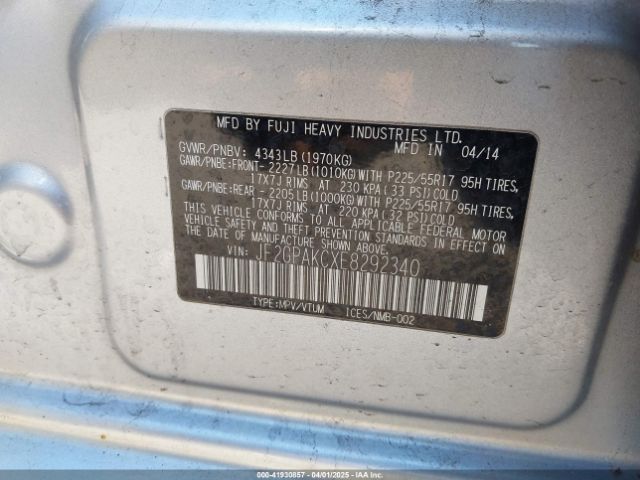 MFD BY FUJI HEAVY INDUSTRIES LTD.
GVWR/PNBV: 4343LB(1970KG) MFD IN 04/14
GAWR/PNBE:FRONT-2227LB(1010KG)WITH P225/55R17 95H TIRES,
17X7J RIMS AT 230 KPA(33 PSI)COLD
GAWR/PNBE:REAR -2205LB(1000KG)WITH P225/55R17 95H TIRES,
17X7J RIMS AT 220 KPA(32 PSI)COLD
THIS VEHICLE CONFORMS TO ALL APPLICABLE FEDERAL MOTOR
VEHICLE SAFETY AND THEFT PREVENTION STANDARDS IN EFFECT ON
THE DATE OF MANUFACTURE SHOWN ABOVE.
VIN: JF2GPAKCXE8292340
TYPE:MPV/VTUM ICES/NMB-002
000-41930857 - 04/01/2025 - IAAI.COM